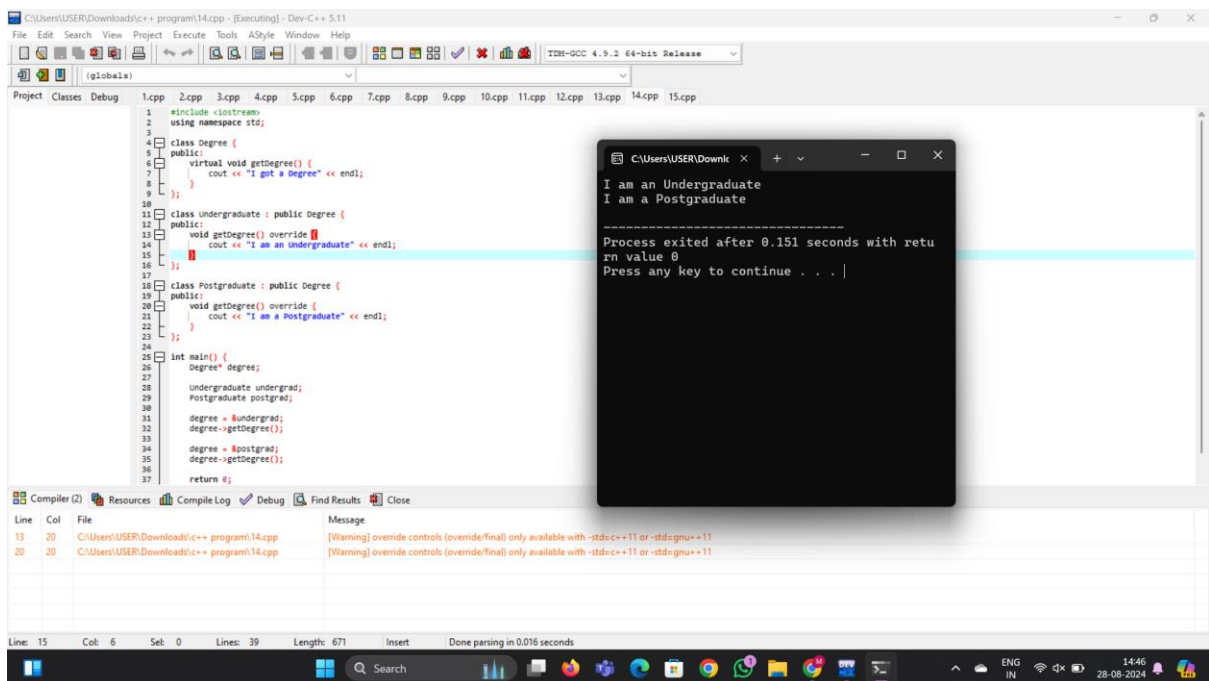 C:\Users\USER\Downloads\c++ program\14.cpp - [Executing] - Dev-C++ 5.11
File Edit Search View Project Execute Tools AStyle Window Help
TDM-GCC 4.9.2 64-bit Release
(globals)
Project Classes Debug 1.cpp 2.cpp 3.cpp 4.cpp 5.cpp 6.cpp 7.cpp 8.cpp 9.cpp 10.cpp 11.cpp 12.cpp 13.cpp 14.cpp 15.cpp
1 #include <iostream>
2 using namespace std;
3
4 class Degree {
5 public:
6 virtual void getDegree() {
7 cout << "I got a Degree" << endl;
8 }
9 };
10
11 class Undergraduate : public Degree {
12 public:
13 void getDegree() override {
14 cout << "I am an Undergraduate" << endl;
15 }
16 };
17
18 class Postgraduate : public Degree {
19 public:
20 void getDegree() override {
21 cout << "I am a Postgraduate" << endl;
22 }
23 };
24
25 int main() {
26 Degree* degree;
27
28 Undergraduate undergrad;
29 Postgraduate postgrad;
30
31 degree = &undergrad;
32 degree->getDegree();
33
34 degree = &postgrad;
35 degree->getDegree();
36
37 return 0;
C:\Users\USER\Downlc
I am an Undergraduate
I am a Postgraduate
--------------------------------
Process exited after 0.151 seconds with retu
rn value 0
Press any key to continue . . .
Compiler (2) Resources Compile Log Debug Find Results Close
Line Col File Message
13 20 C:\Users\USER\Downloads\c++ program\14.cpp [Warning] override controls (override/final) only available with -std=c++11 or -std=gnu++11
20 20 C:\Users\USER\Downloads\c++ program\14.cpp [Warning] override controls (override/final) only available with -std=c++11 or -std=gnu++11
Line: 15 Col: 6 Sel: 0 Lines: 39 Length: 671 Insert Done parsing in 0.016 seconds
Search
DEV
ENG
IN
14:46
28-08-2024